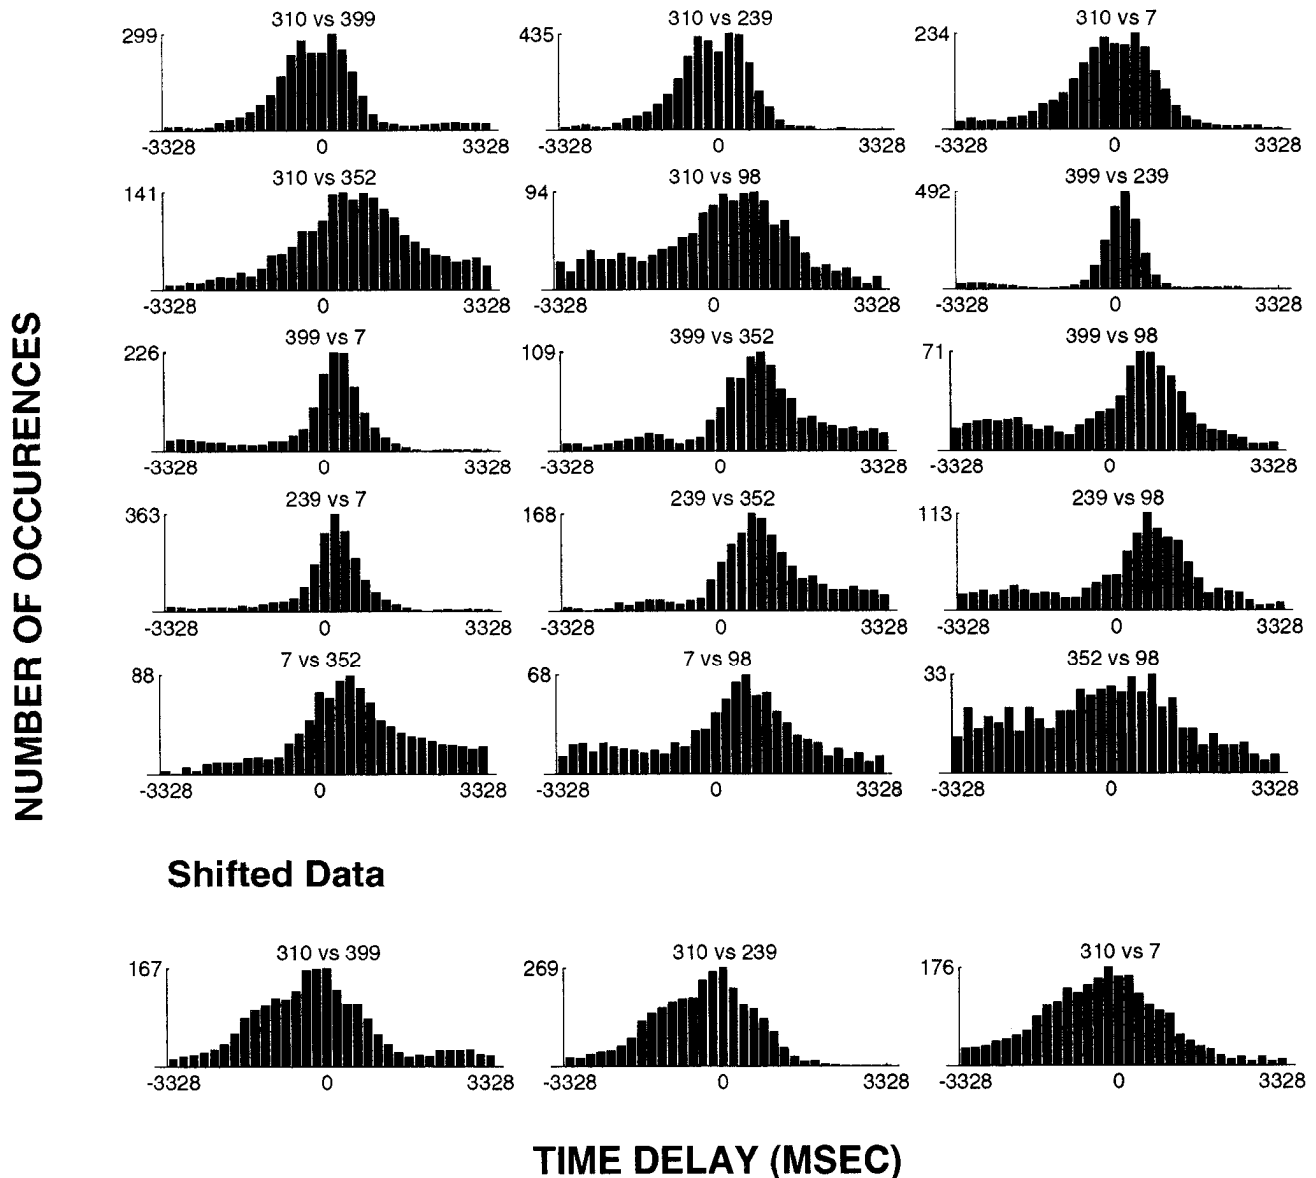 310 vs 399
299
-3328 0 3328
310 vs 239
435
-3328 0 3328
310 vs 7
234
-3328 0 3328
310 vs 352
141
-3328 0 3328
310 vs 98
94
-3328 0 3328
399 vs 239
492
-3328 0 3328
399 vs 7
226
-3328 0 3328
399 vs 352
109
-3328 0 3328
399 vs 98
71
-3328 0 3328
239 vs 7
363
-3328 0 3328
239 vs 352
168
-3328 0 3328
239 vs 98
113
-3328 0 3328
7 vs 352
88
-3328 0 3328
7 vs 98
68
-3328 0 3328
352 vs 98
33
-3328 0 3328
NUMBER OF OCCURENCES
Shifted Data
310 vs 399
167
-3328 0 3328
310 vs 239
269
-3328 0 3328
310 vs 7
176
-3328 0 3328
TIME DELAY (MSEC)